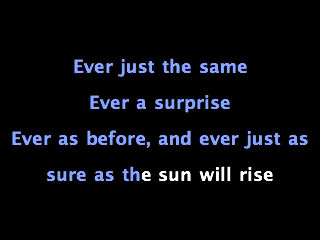 Ever just the same
Ever a surprise
Ever as before, and ever just as
sure as the sun will rise